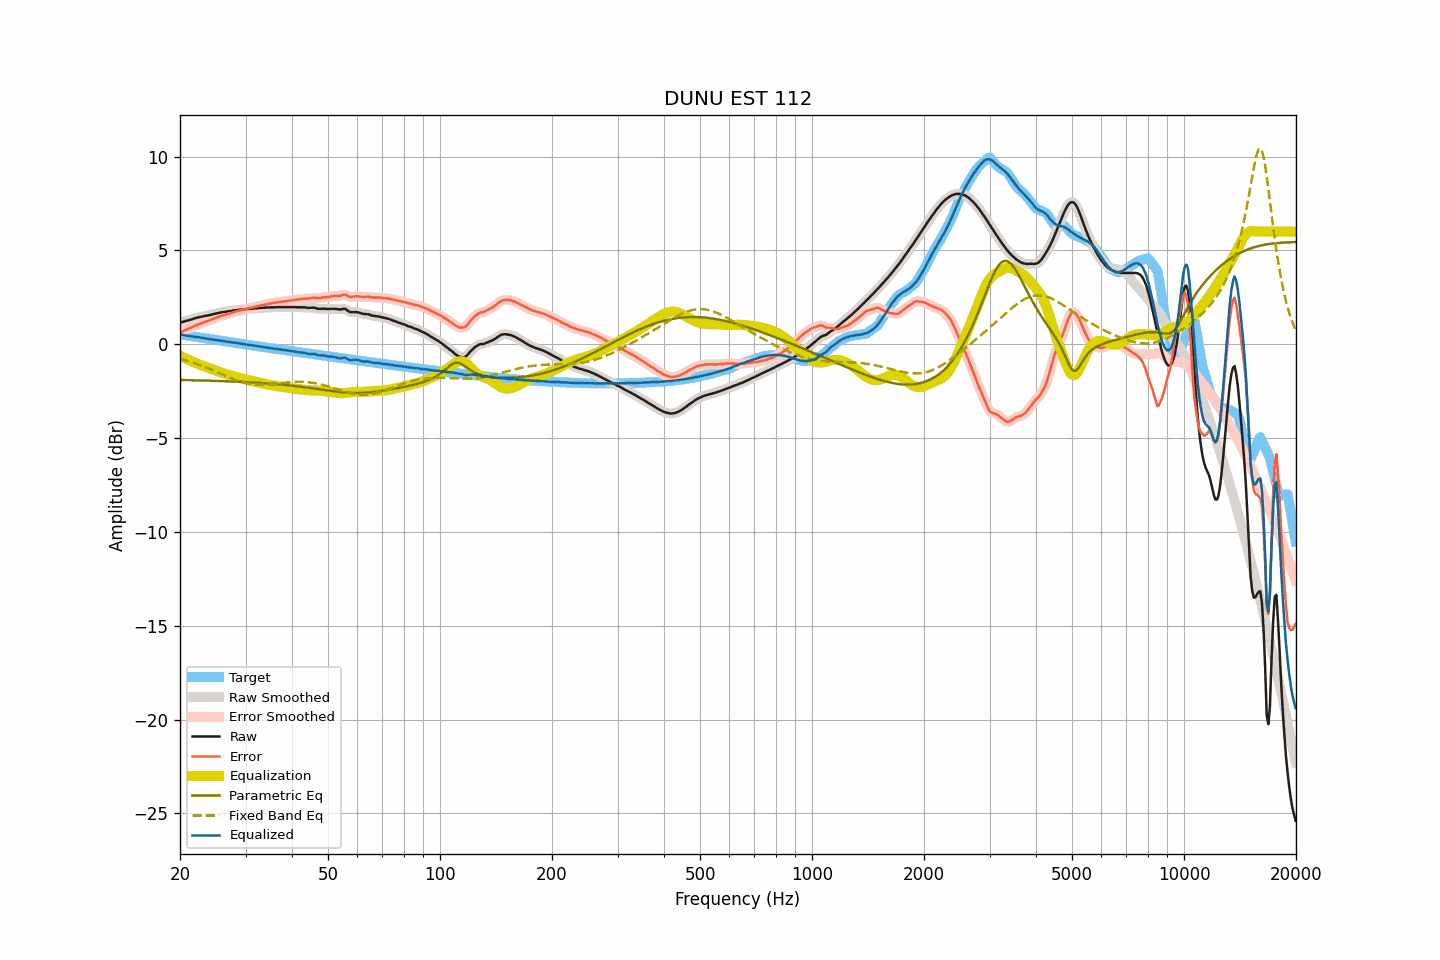 DUNU EST 112
10
5
0
−5
−10
−15
−20
−25
Amplitude (dBr)
Target
Raw Smoothed
Error Smoothed
Raw
Error
Equalization
Parametric Eq
Fixed Band Eq
Equalized
20 50 100 200 500 1000 2000 5000 10000 20000
Frequency (Hz)